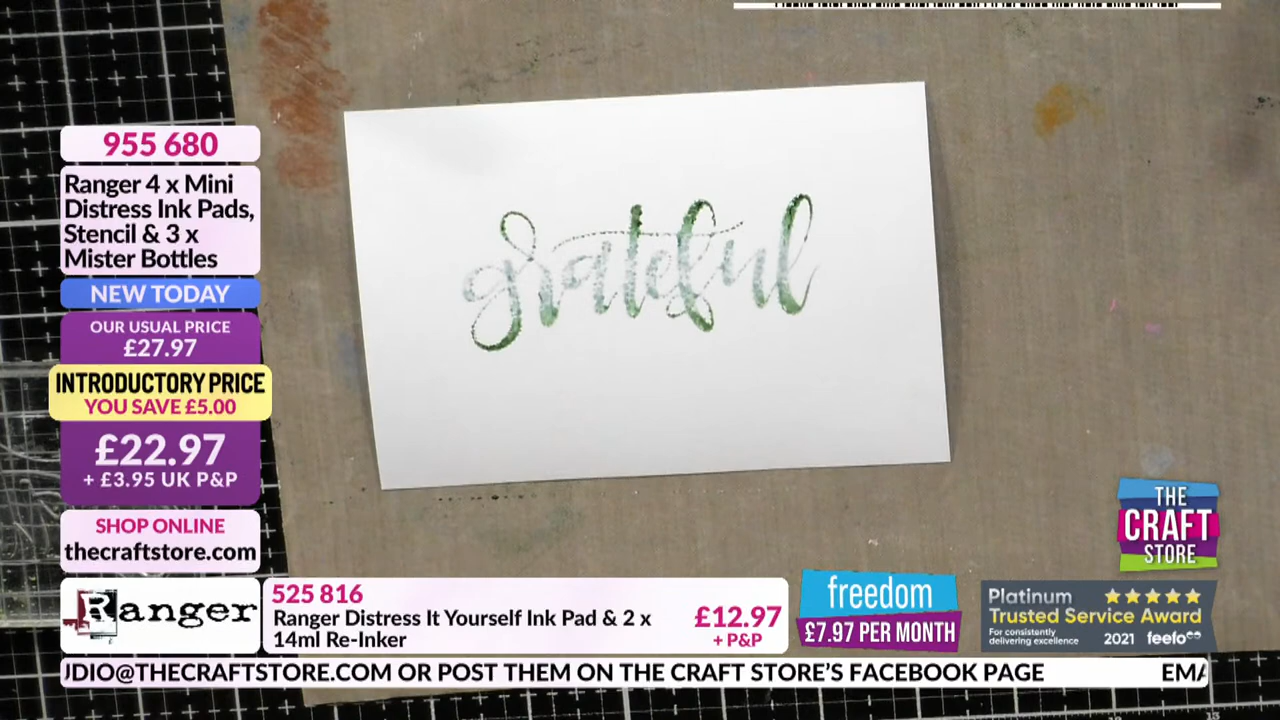 955 680
Ranger 4 x Mini
Distress Ink Pads,
Stencil & 3 x
Mister Bottles
NEW TODAY
OUR USUAL PRICE
£27.97
INTRODUCTORY PRICE
YOU SAVE £5.00
£22.97
+ £3.95 UK P&P
SHOP ONLINE
thecraftstore.com
grateful
THE
CRAFT
STORE
Ranger
525 816
Ranger Distress It Yourself Ink Pad & 2 x
14ml Re-Inker
£12.97
+ P&P
freedom
£7.97 PER MONTH
Platinum ★★★★★
Trusted Service Award
For consistently
delivering excellence
2021 feefo
UDIO@THECRAFTSTORE.COM OR POST THEM ON THE CRAFT STORE'S FACEBOOK PAGE EMA